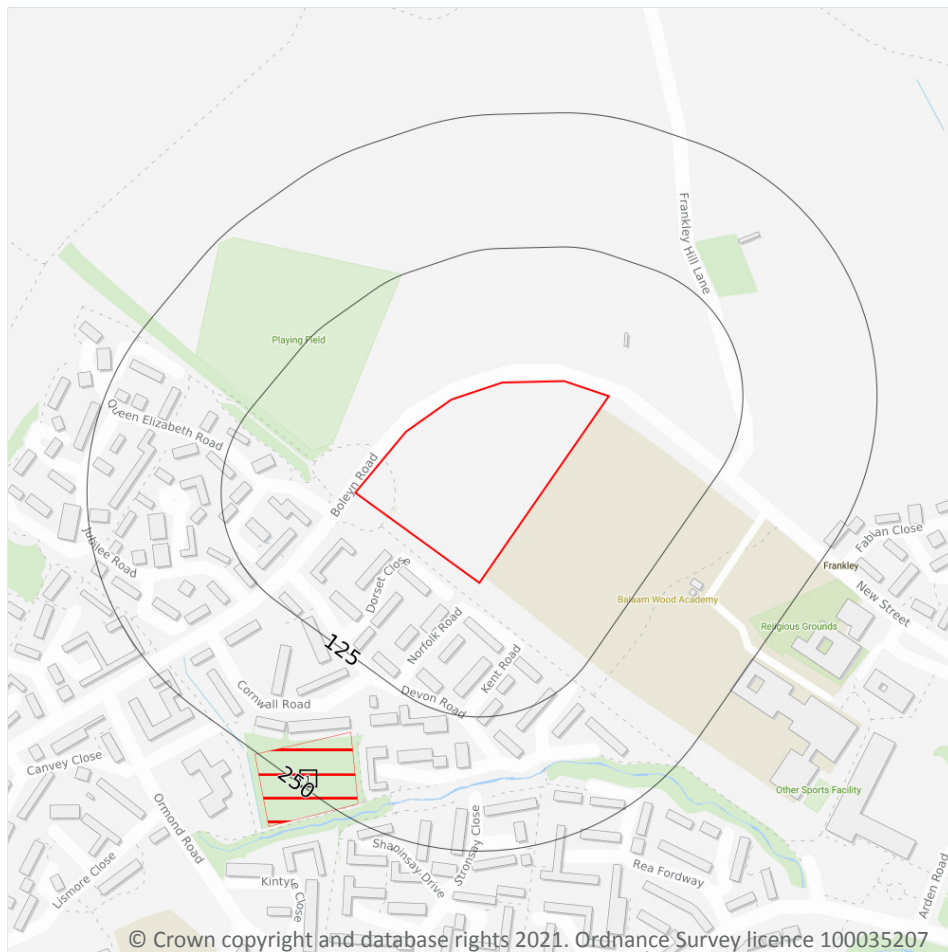 Frankley Hill Lane
Playing Field
Queen Elizabeth Road
Boleyn Road
Jubilee Road
Dorset Close
Fabian Close
Frankley
New Street
Balaam Wood Academy
Religious Grounds
Norfolk Road
125
Kent Road
Devon Road
Cornwall Road
Canvey Close
250
Other Sports Facility
Ormond Road
Stronsay Close
Shapinsay Drive
Rea Fordway
Lismore Close
Kintyre Close
Arden Road
© Crown copyright and database rights 2021. Ordnance Survey licence 100035207